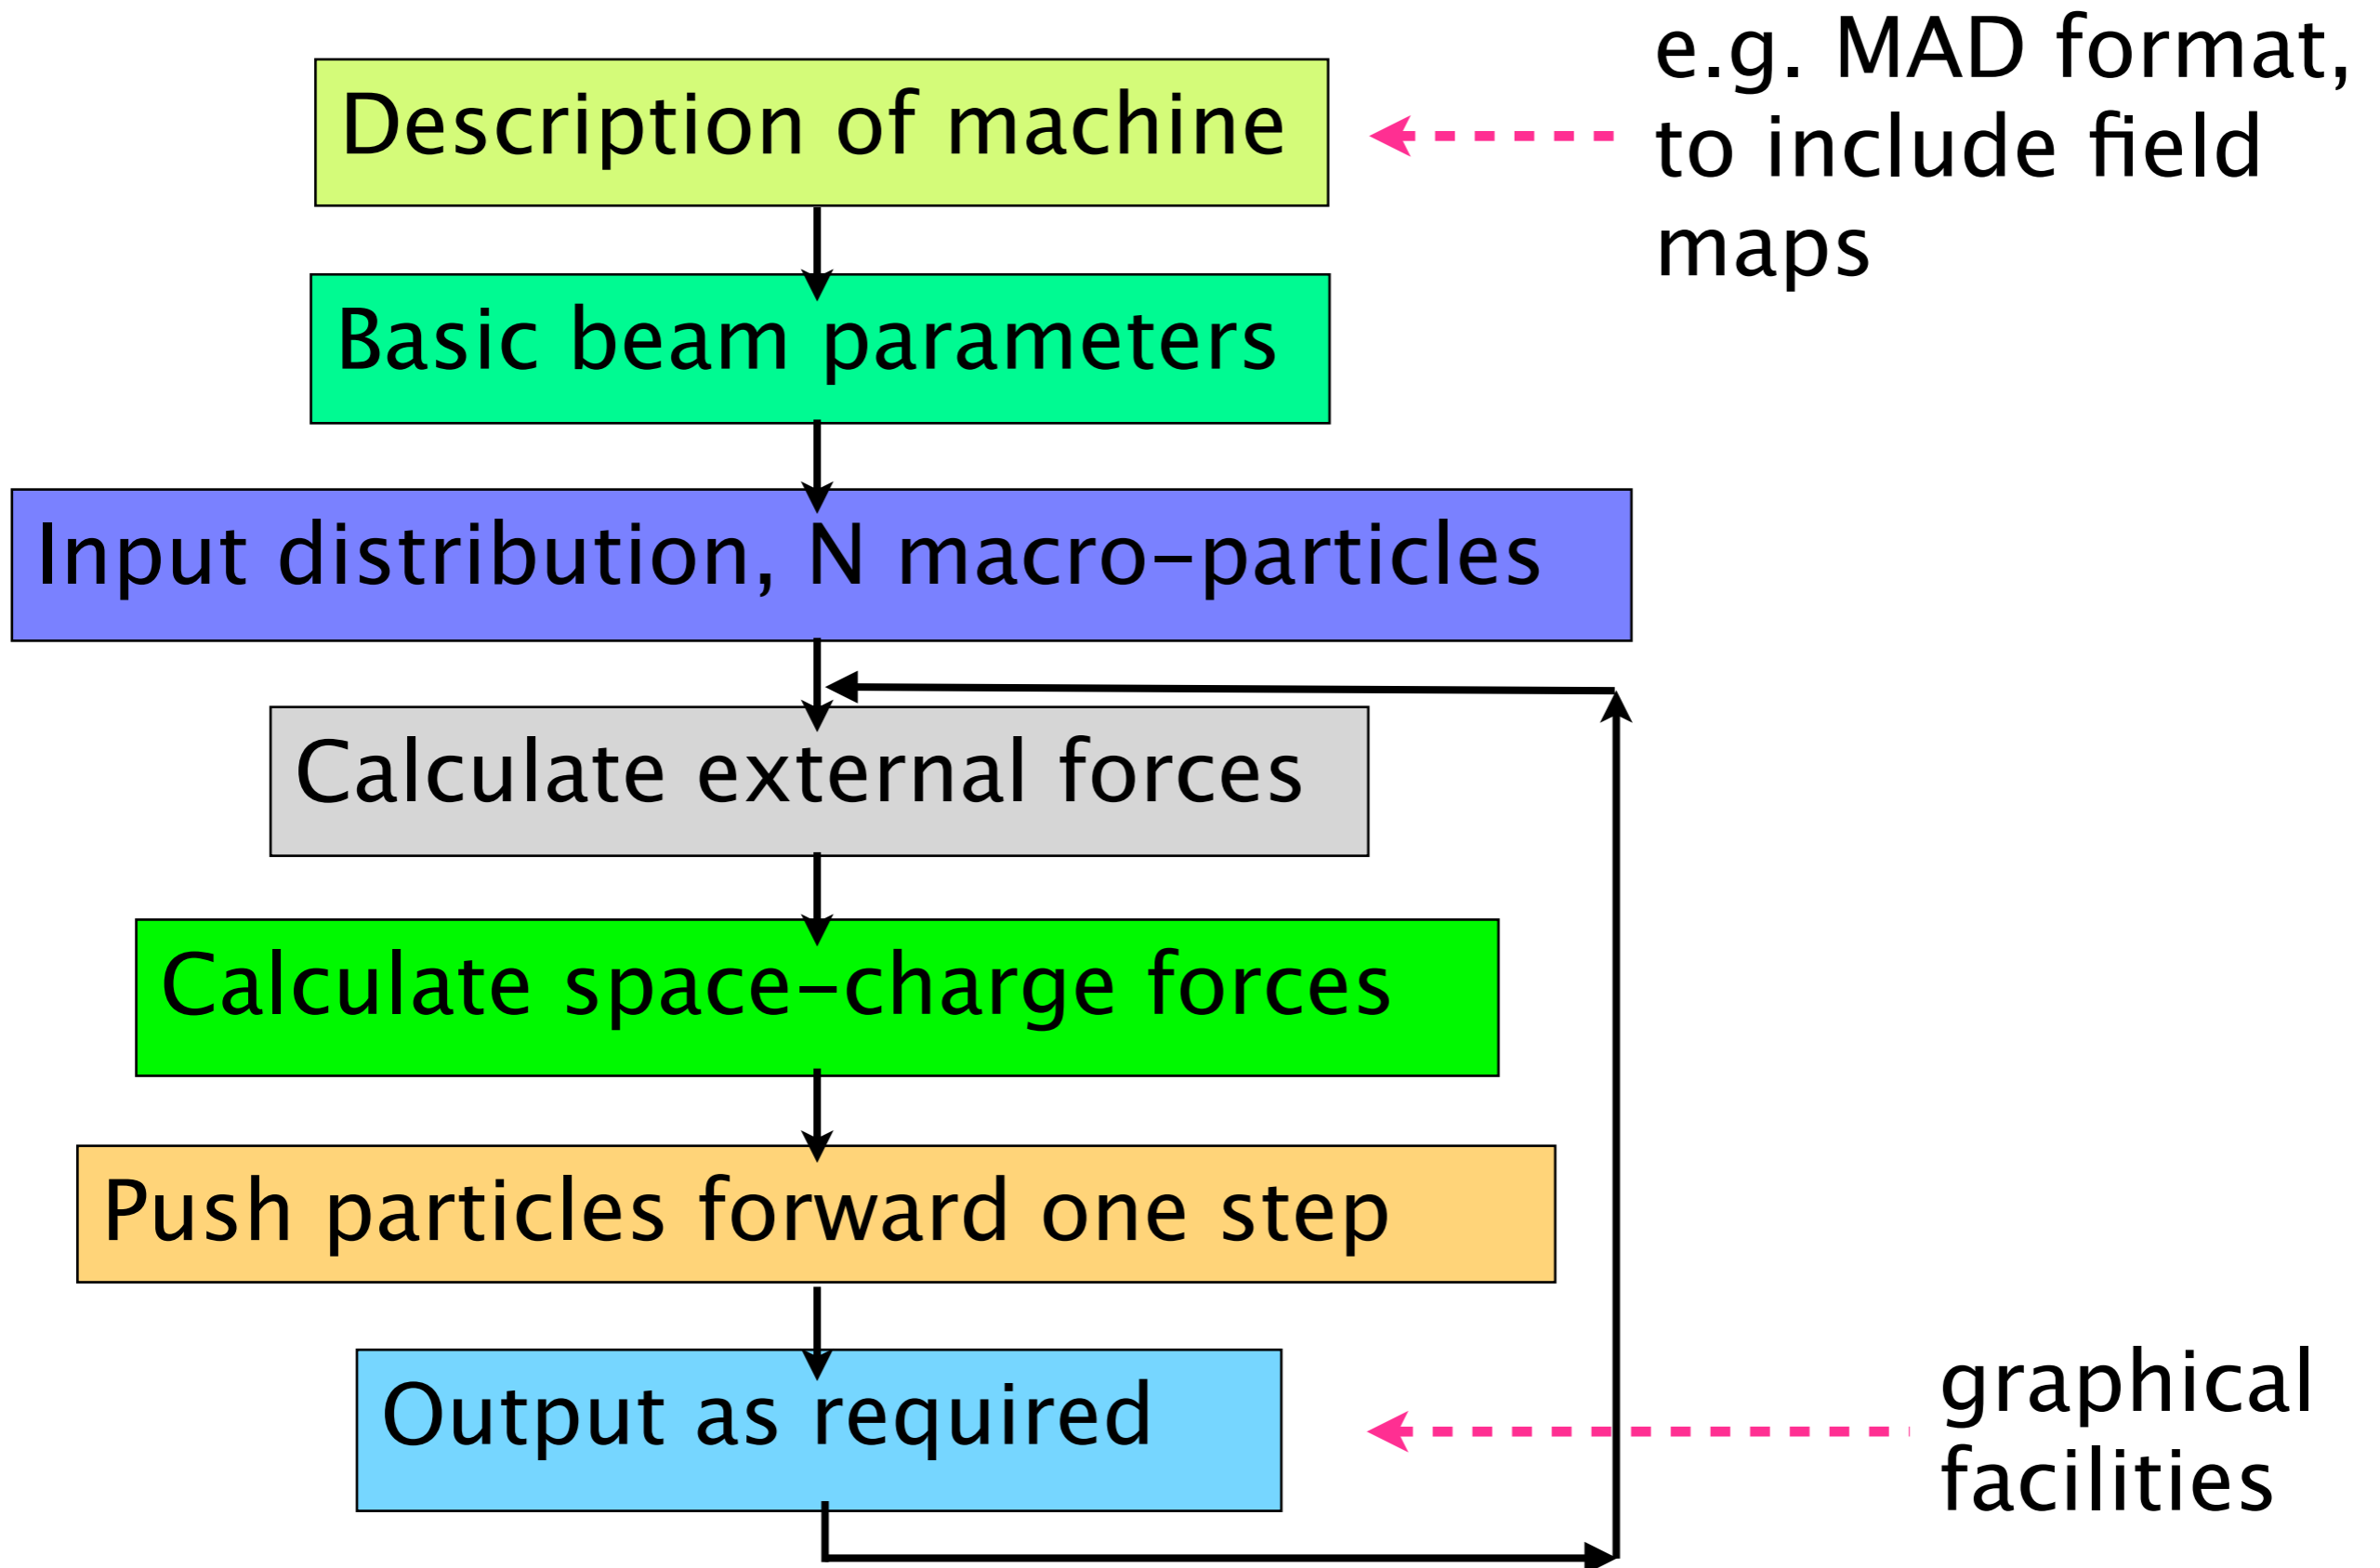 Description of machine
e.g. MAD format,
to include field
maps
Basic beam parameters
Input distribution, N macro-particles
Calculate external forces
Calculate space-charge forces
Push particles forward one step
Output as required
graphical
facilities